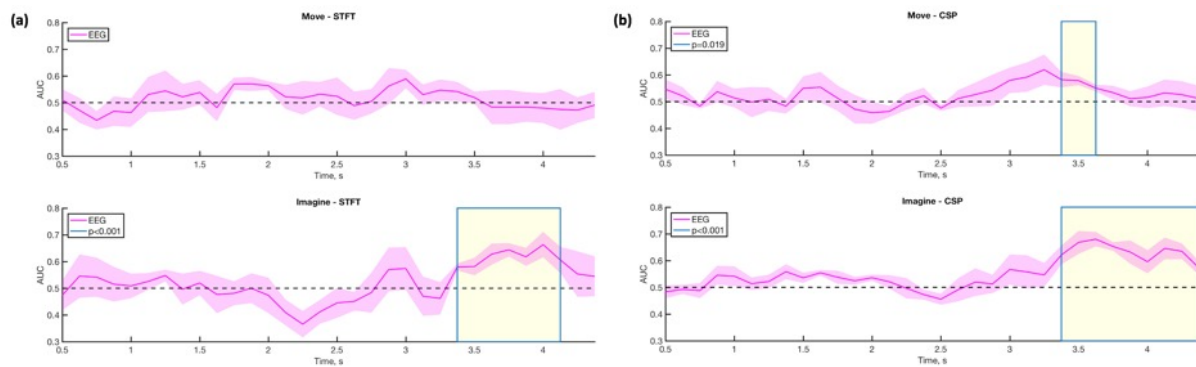 (a)
Move - STFT
EEG
AUC
0.8
0.7
0.6
0.5
0.4
0.3
0.5 1 1.5 2 2.5 3 3.5 4
Time, s
Imagine - STFT
EEG
p<0.001
AUC
0.8
0.7
0.6
0.5
0.4
0.3
0.5 1 1.5 2 2.5 3 3.5 4
Time, s
(b)
Move - CSP
EEG
p=0.019
AUC
0.8
0.7
0.6
0.5
0.4
0.3
0.5 1 1.5 2 2.5 3 3.5 4
Time, s
Imagine - CSP
EEG
p<0.001
AUC
0.8
0.7
0.6
0.5
0.4
0.3
0.5 1 1.5 2 2.5 3 3.5 4
Time, s